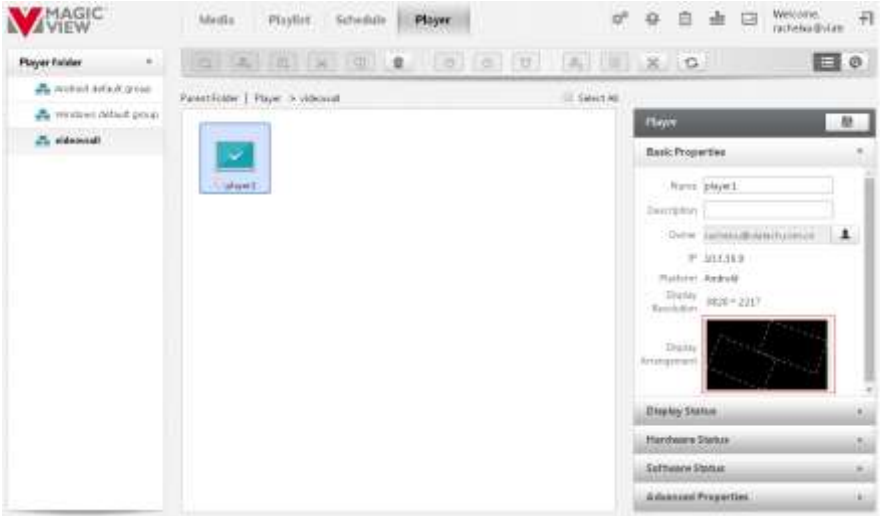 MAGIC
VIEW
Media Playlist Schedule Player
Welcome,
Player Folder
Android default group
Windows default group
videowall
Parent Folder | Player > videowall
Select All
player1
Player
Basic Properties
Name player1
Description
Owner
IP
Platform Android
Display
Resolution
Display
Arrangement
Display Status
Hardware Status
Software Status
Advanced Properties